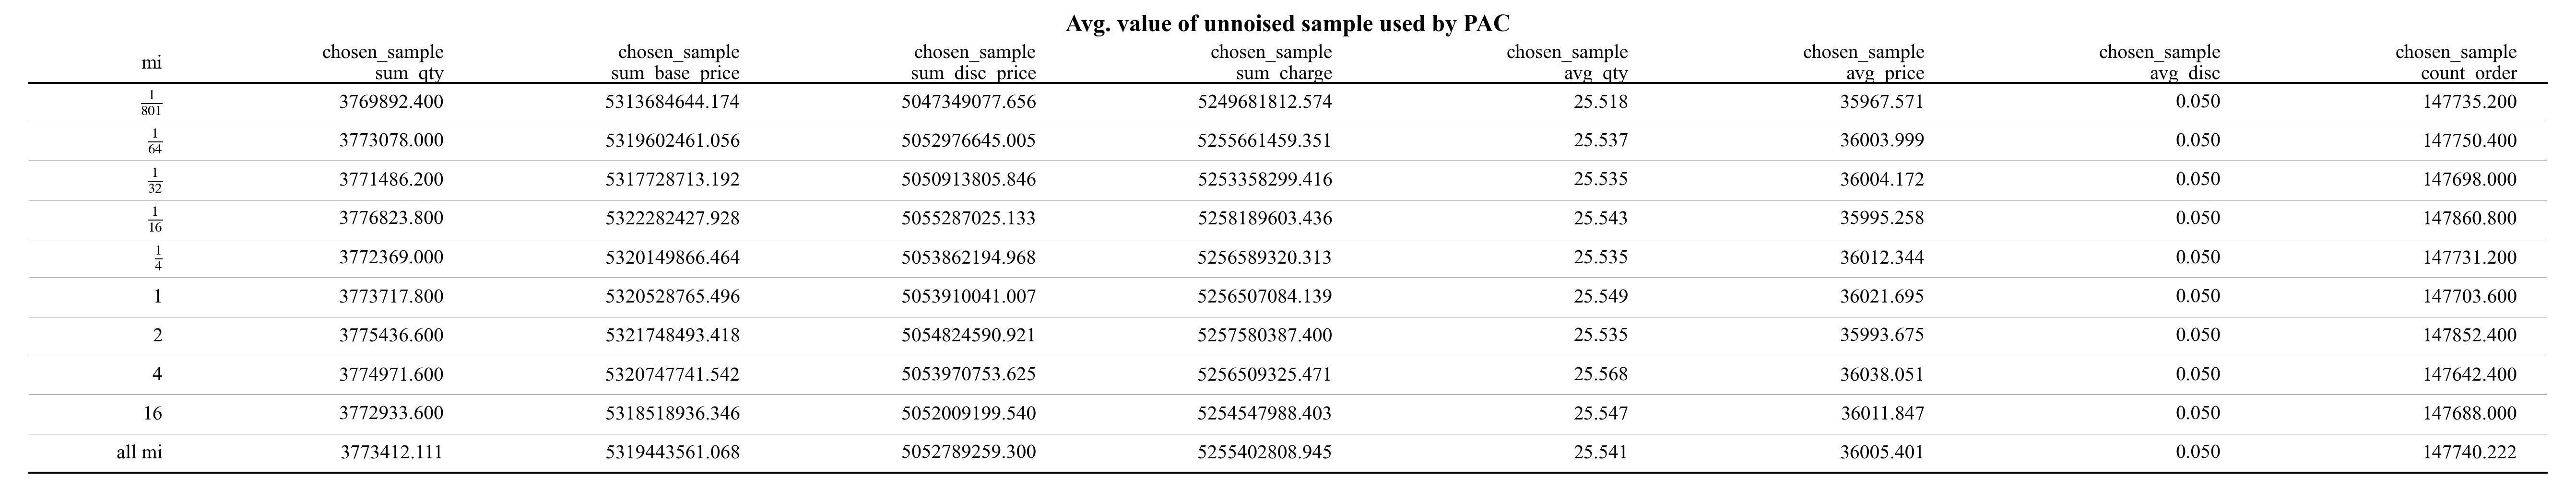 Avg. value of unnoised sample used by PAC
mi chosen_sample sum_qty chosen_sample sum_base_price chosen_sample sum_disc_price chosen_sample sum_charge chosen_sample avg_qty chosen_sample avg_price chosen_sample avg_disc chosen_sample count_order
1/801 3769892.400 5313684644.174 5047349077.656 5249681812.574 25.518 35967.571 0.050 147735.200
1/64 3773078.000 5319602461.056 5052976645.005 5255661459.351 25.537 36003.999 0.050 147750.400
1/32 3771486.200 5317728713.192 5050913805.846 5253358299.416 25.535 36004.172 0.050 147698.000
1/16 3776823.800 5322282427.928 5055287025.133 5258189603.436 25.543 35995.258 0.050 147860.800
1/4 3772369.000 5320149866.464 5053862194.968 5256589320.313 25.535 36012.344 0.050 147731.200
1 3773717.800 5320528765.496 5053910041.007 5256507084.139 25.549 36021.695 0.050 147703.600
2 3775436.600 5321748493.418 5054824590.921 5257580387.400 25.535 35993.675 0.050 147852.400
4 3774971.600 5320747741.542 5053970753.625 5256509325.471 25.568 36038.051 0.050 147642.400
16 3772933.600 5318518936.346 5052009199.540 5254547988.403 25.547 36011.847 0.050 147688.000
all mi 3773412.111 5319443561.068 5052789259.300 5255402808.945 25.541 36005.401 0.050 147740.222